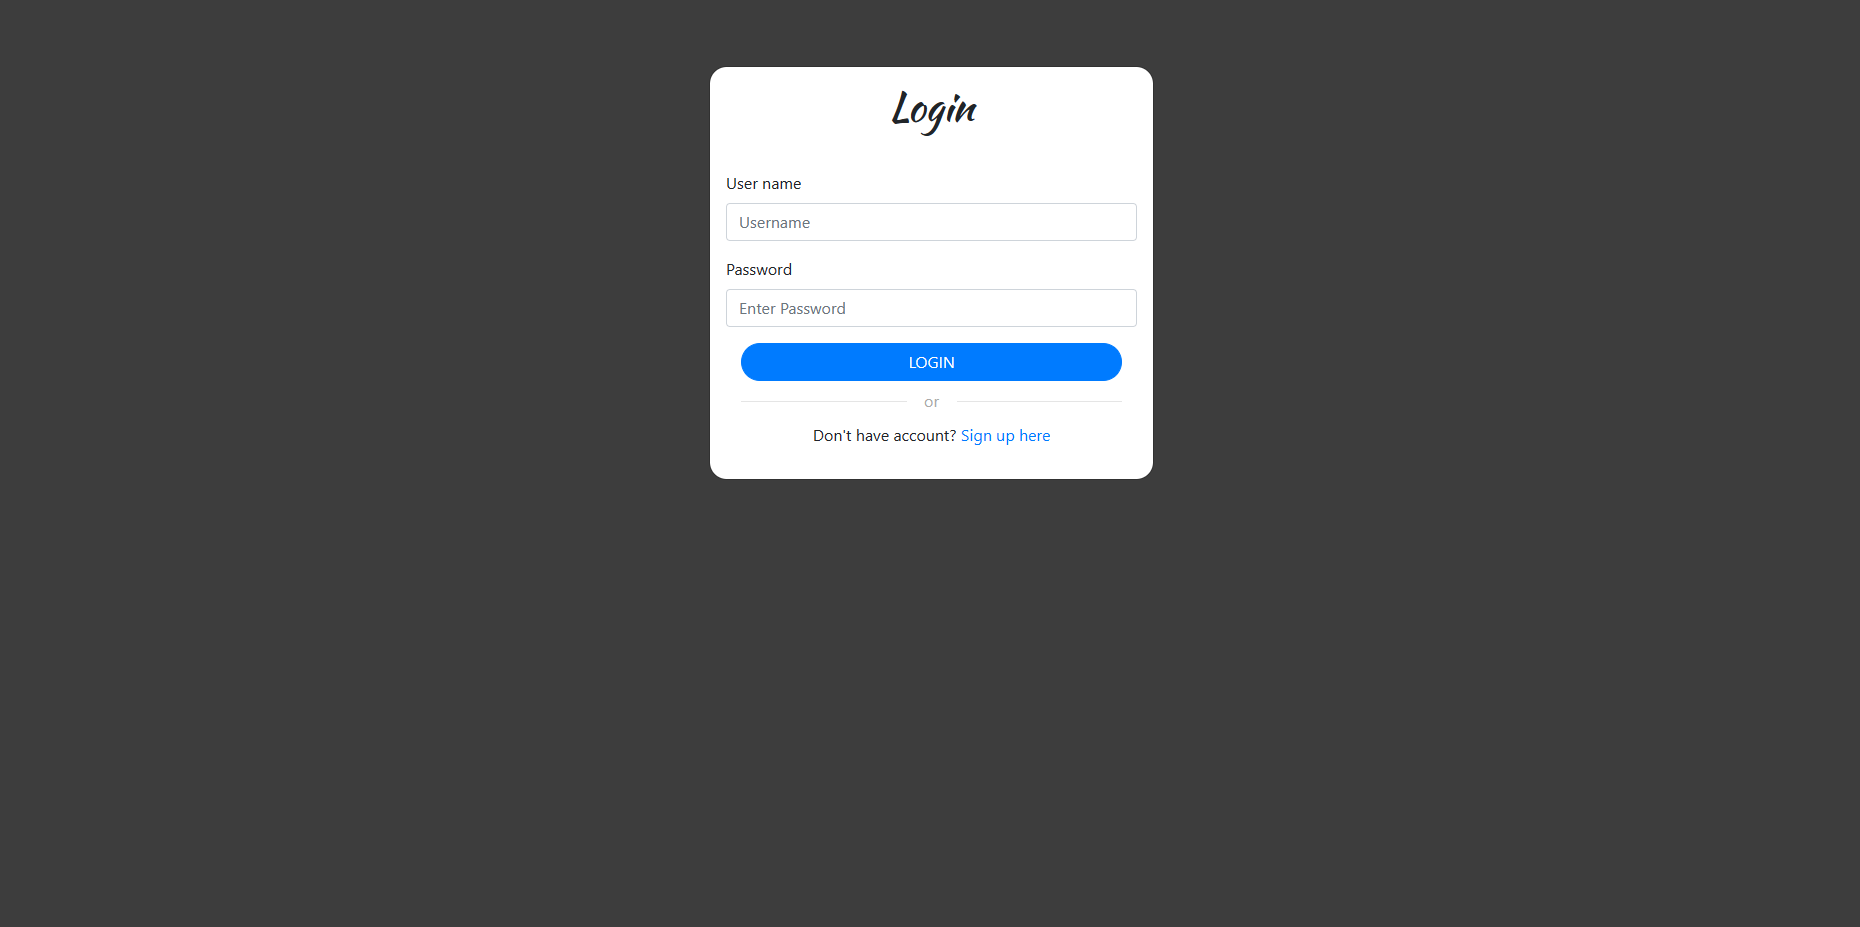 Login
User name
Username
Password
Enter Password
LOGIN
or
Don't have account? Sign up here